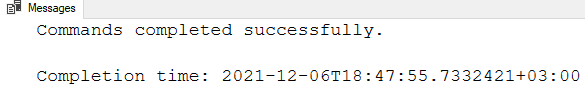 Messages
Commands completed successfully.
Completion time: 2021-12-06T18:47:55.7332421+03:00